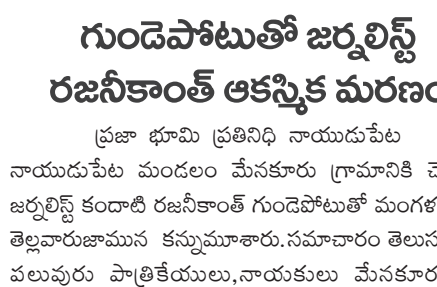 గుండెపోటుతో జర్నలిస్ట్
రజనీకాంత్ ఆకస్మిక మరణం
ప్రజా భూమి ప్రతినిధి నాయుడుపేట
నాయుడుపేట మండలం మేనకూరు గ్రామానికి చె
జర్నలిస్ట్ కందాటి రజనీకాంత్ గుండెపోటుతో మంగళ
తెల్లవారుజామున కన్నుమూశారు.సమాచారం తెలుస
పలువురు పాత్రికేయులు,నాయకులు మేనకూర